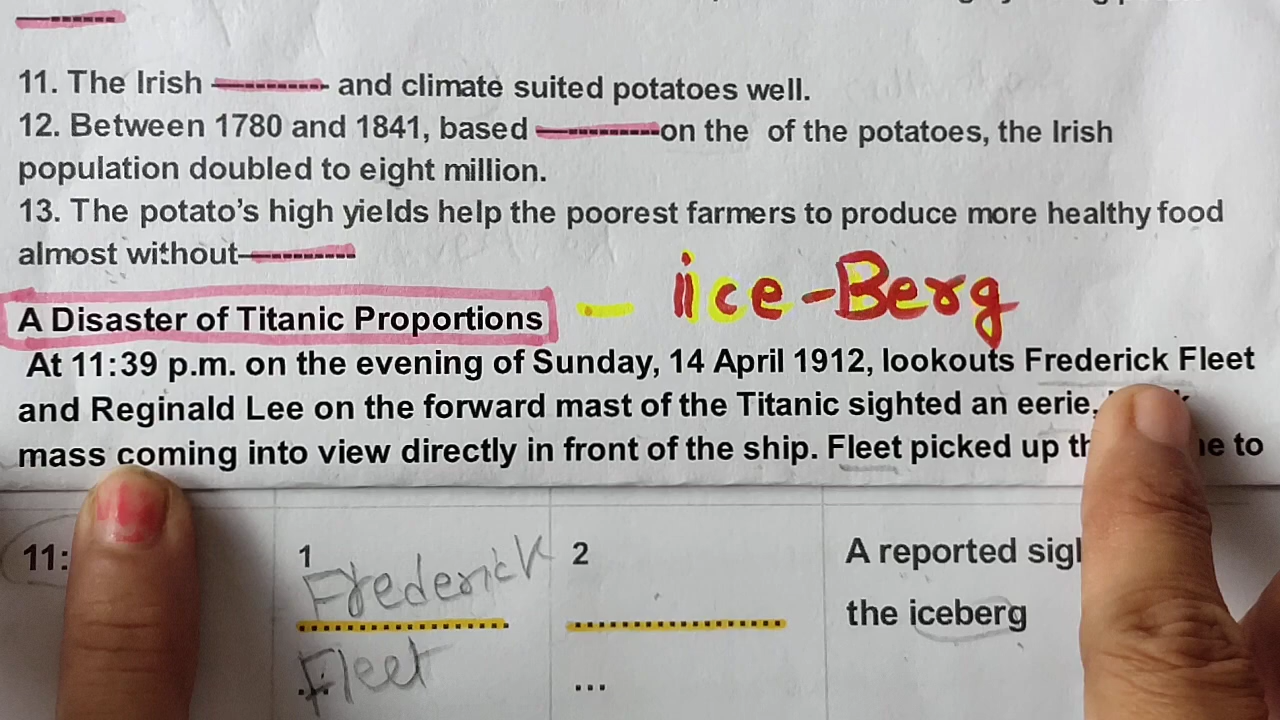 11. The Irish ---------- and climate suited potatoes well.
12. Between 1780 and 1841, based -----------on the of the potatoes, the Irish
population doubled to eight million.
13. The potato's high yields help the poorest farmers to produce more healthy food
almost without----------
A Disaster of Titanic Proportions - iice-Berg
At 11:39 p.m. on the evening of Sunday, 14 April 1912, lookouts Frederick Fleet
and Reginald Lee on the forward mast of the Titanic sighted an eerie,
mass coming into view directly in front of the ship. Fleet picked up to
11: 1 Frederick 2 A reported
Fleet ... the iceberg